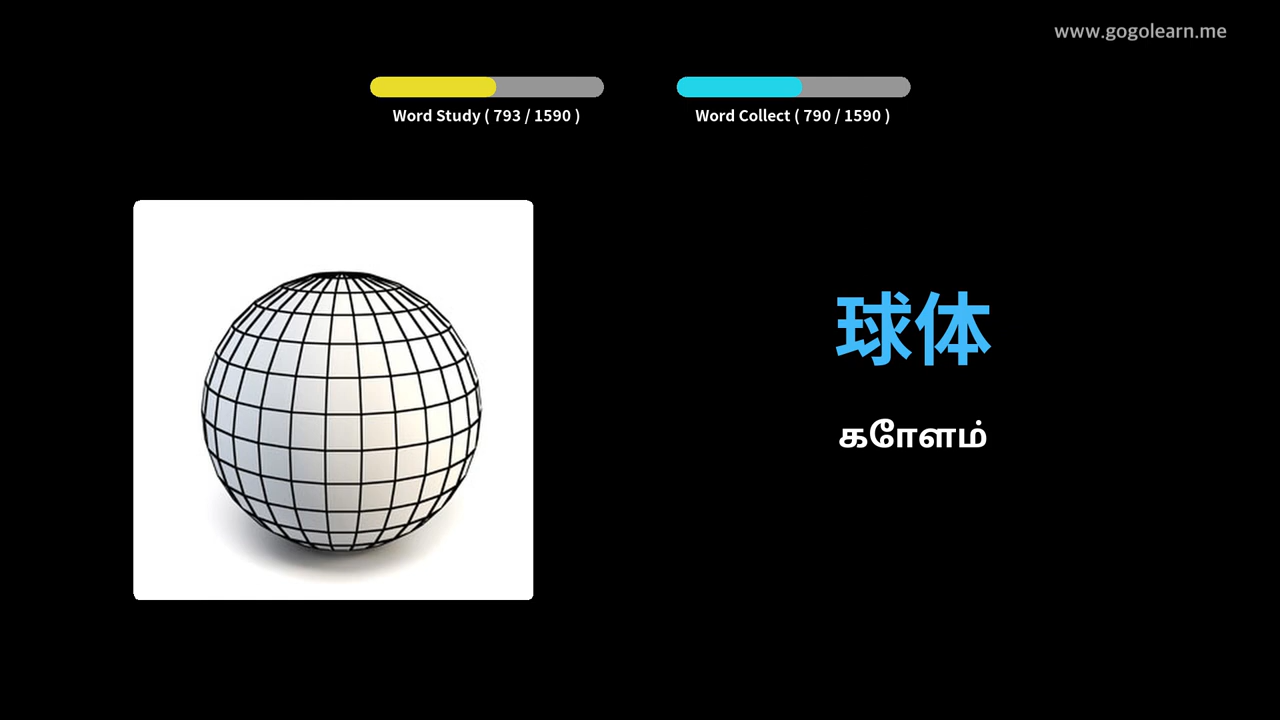 www.gogolearn.me
Word Study ( 793 / 1590 )
Word Collect ( 790 / 1590 )
球体
காேளம்